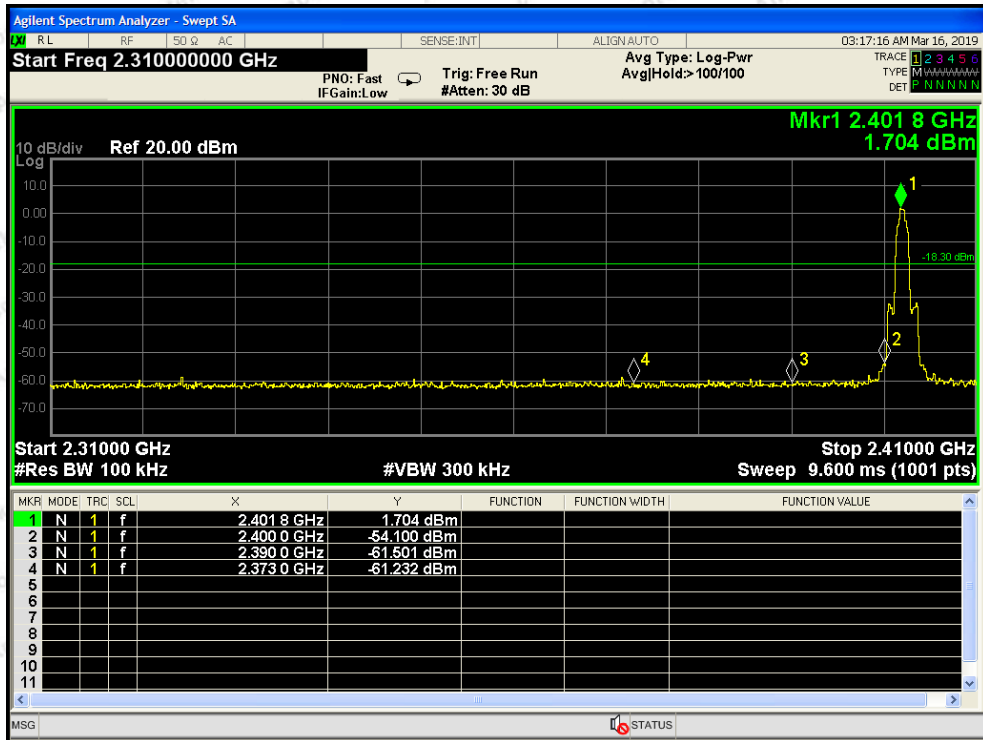 Agilent Spectrum Analyzer - Swept SA
LXI RL RF 50 Ω AC SENSE:INT ALIGN AUTO 03:17:16 AM Mar 16, 2019
Start Freq 2.310000000 GHz
PNO: Fast
IFGain:Low
Trig: Free Run
#Atten: 30 dB
Avg Type: Log-Pwr
Avg|Hold:>100/100
TRACE 1 2 3 4 5 6
TYPE M WWWWW
DET P N N N N N
Mkr1 2.401 8 GHz
1.704 dBm
10 dB/div Ref 20.00 dBm
Log
10.0
0.00
-10.0
-20.0
-30.0
-40.0
-50.0
-60.0
-70.0
1
-18.30 dBm
2
3
4
Start 2.31000 GHz Stop 2.41000 GHz
#Res BW 100 kHz #VBW 300 kHz Sweep 9.600 ms (1001 pts)
MKR MODE TRC SCL X Y FUNCTION FUNCTION WIDTH FUNCTION VALUE
1 N 1 f 2.401 8 GHz 1.704 dBm
2 N 1 f 2.400 0 GHz -54.100 dBm
3 N 1 f 2.390 0 GHz -61.501 dBm
4 N 1 f 2.373 0 GHz -61.232 dBm
5
6
7
8
9
10
11
MSG STATUS